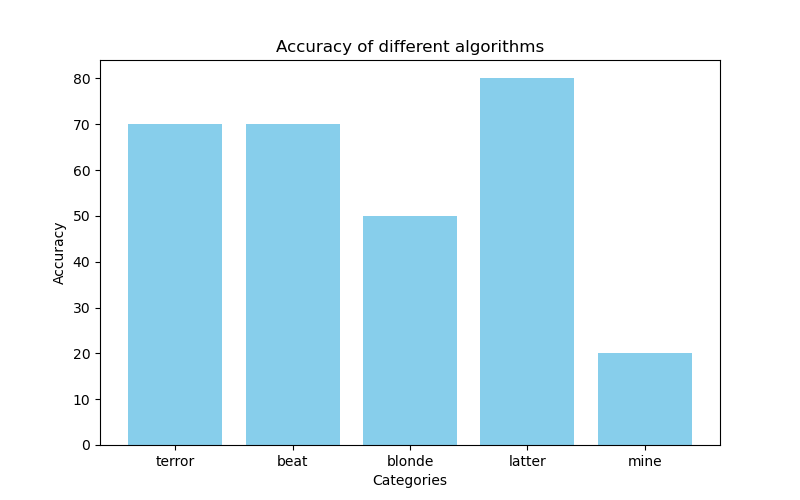 Accuracy of different algorithms
Accuracy
80
70
60
50
40
30
20
10
0
terror beat blonde latter mine
Categories